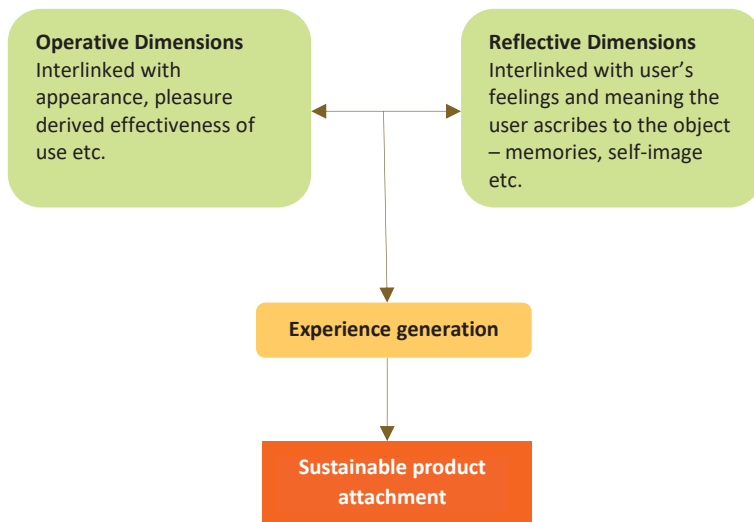 Operative Dimensions
Interlinked with
appearance, pleasure
derived effectiveness of
use etc.
Reflective Dimensions
Interlinked with user’s
feelings and meaning the
user ascribes to the object
– memories, self-image
etc.
Experience generation
Sustainable product
attachment